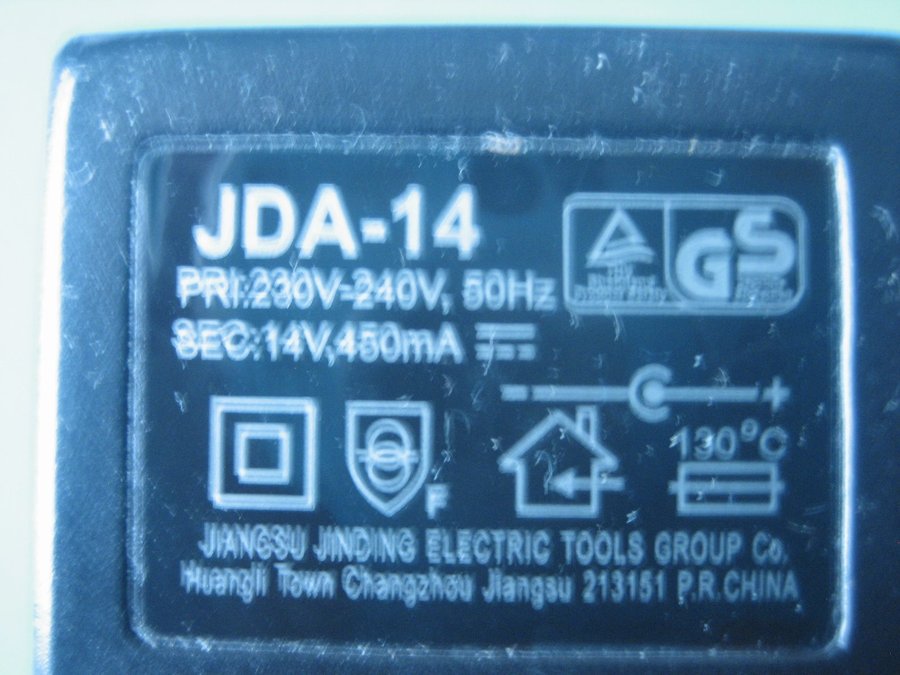 JDA-14
PRI:230V-240V, 50Hz
SEC:14V,450mA
GS
- +
130°C
F
JIANGSU JINDING ELECTRIC TOOLS GROUP Co.
Huangli Town Changzhou Jiangsu 213151 P.R.CHINA